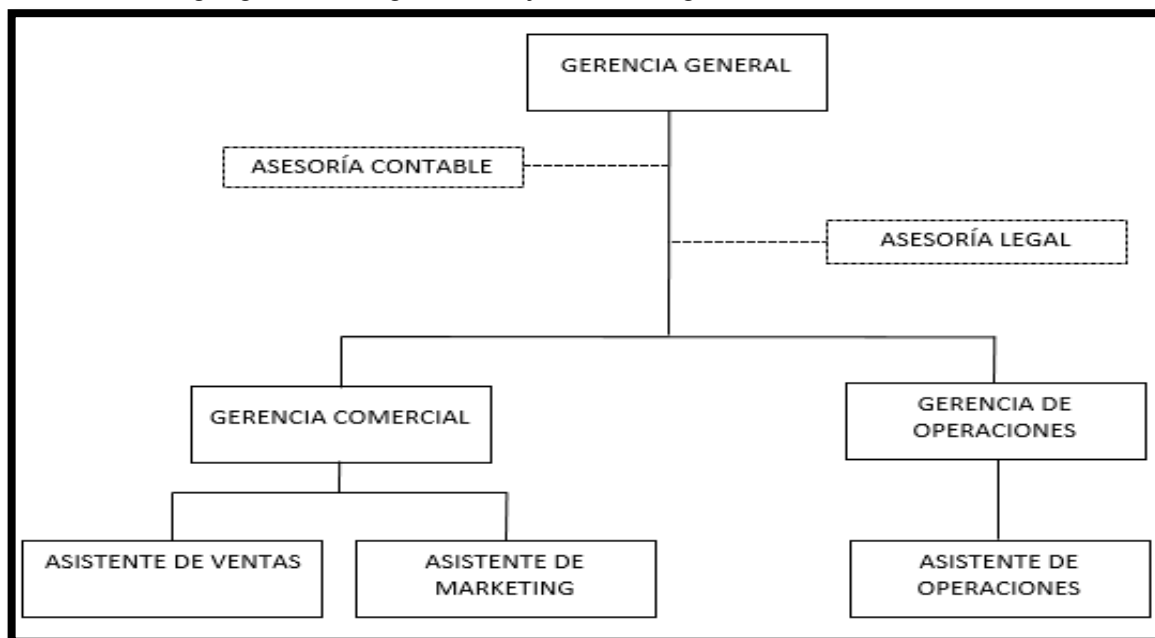 GERENCIA GENERAL
ASESORÍA CONTABLE
ASESORÍA LEGAL
GERENCIA COMERCIAL
GERENCIA DE
OPERACIONES
ASISTENTE DE VENTAS
ASISTENTE DE
MARKETING
ASISTENTE DE
OPERACIONES